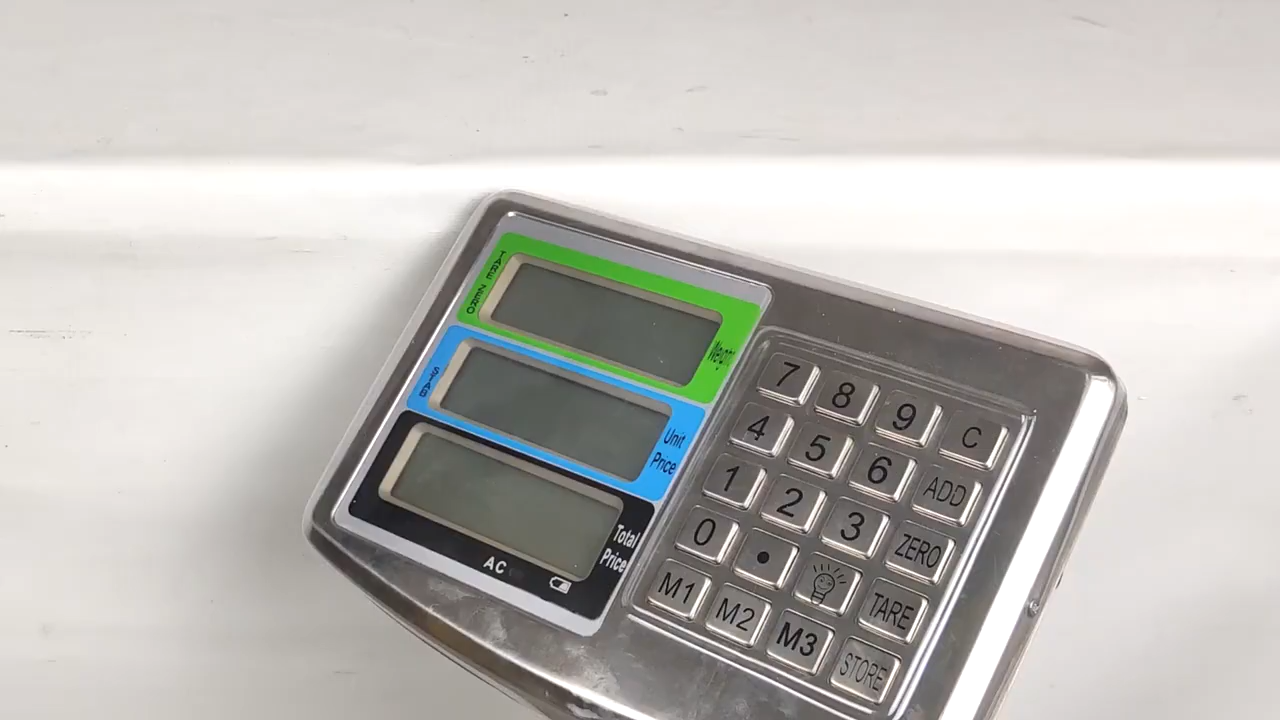 TARE ZERO
Weight
STAB
Unit
Price
Total
Price
AC
7 8 9 C
4 5 6 ADD
1 2 3 ZERO
0 . TARE
M1 M2 M3 STORE